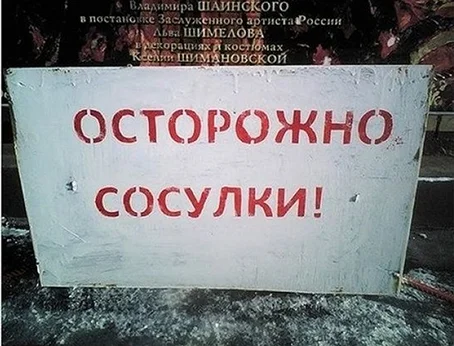 Владимира ШАИНСКОГО
в постановке Заслуженного артиста России
Льва ШИМЕЛОВА
в декорациях и костюмах
Ксении ШИМАНОВСКОЙ
ОСТОРОЖНО
СОСУЛКИ!